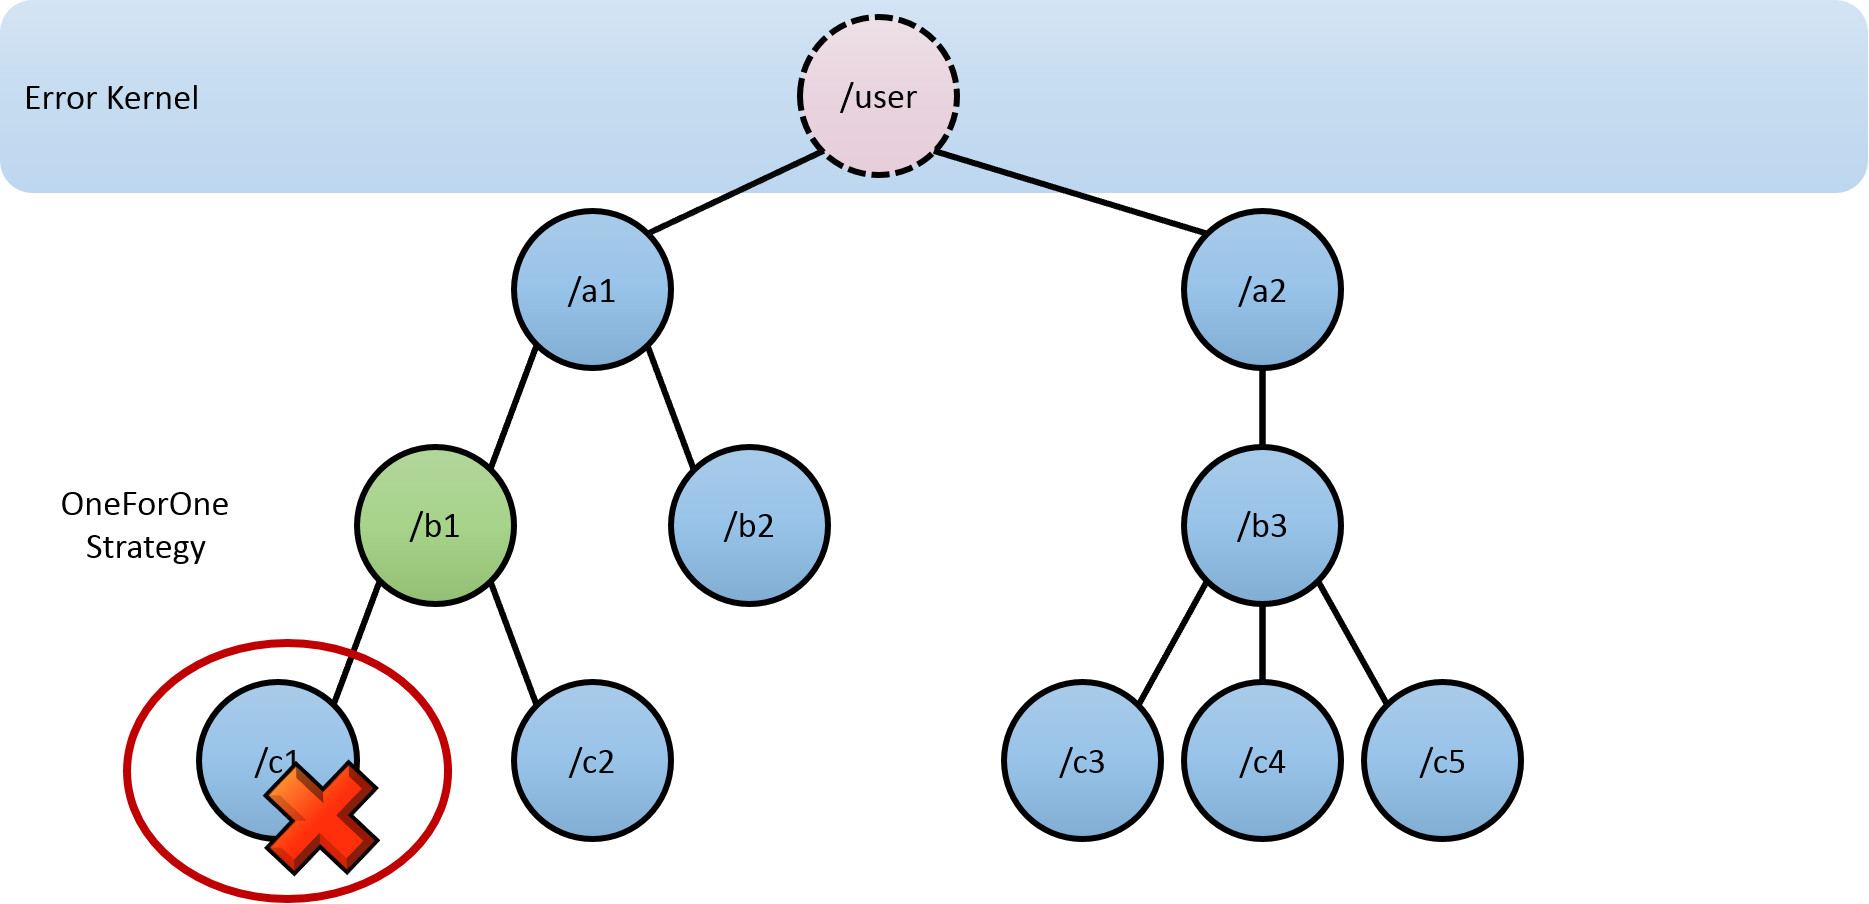 /user
Error Kernel
/a1
/a2
OneForOne
Strategy
/b1
/b2
/b3
/c1
/c2
/c3
/c4
/c5